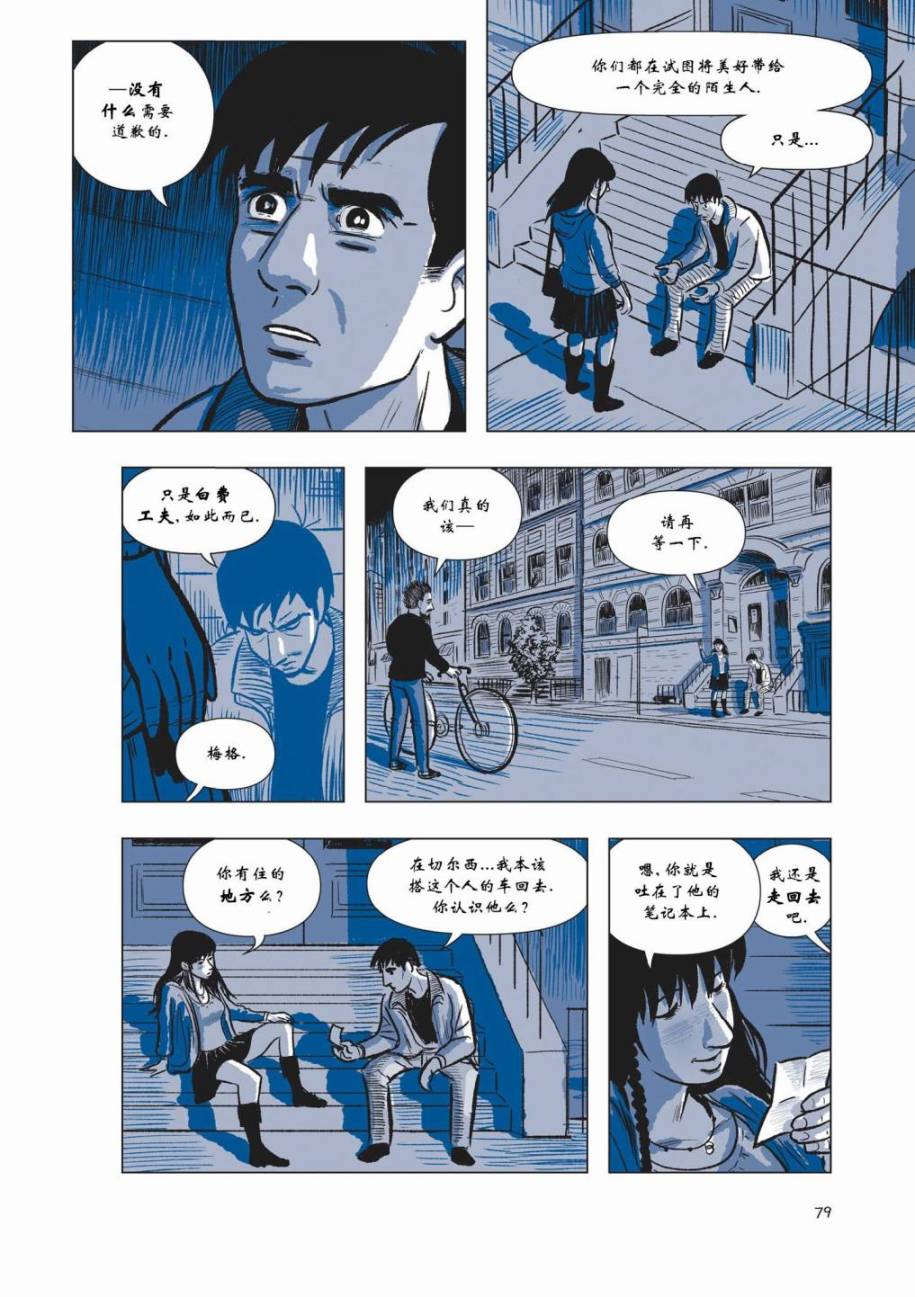 —没有
什么需要
道歉的.
你们都在试图将美好带给
一个完全的陌生人.
只是...
只是白费
工夫,如此而已.
梅格.
我们真的
该—
请再
等一下.
你有住的
地方么?
在切尔西...我本该
搭这个人的车回去.
你认识他么?
嗯,你就是
吐在了他的
笔记本上.
我还是
走回去
吧.
79